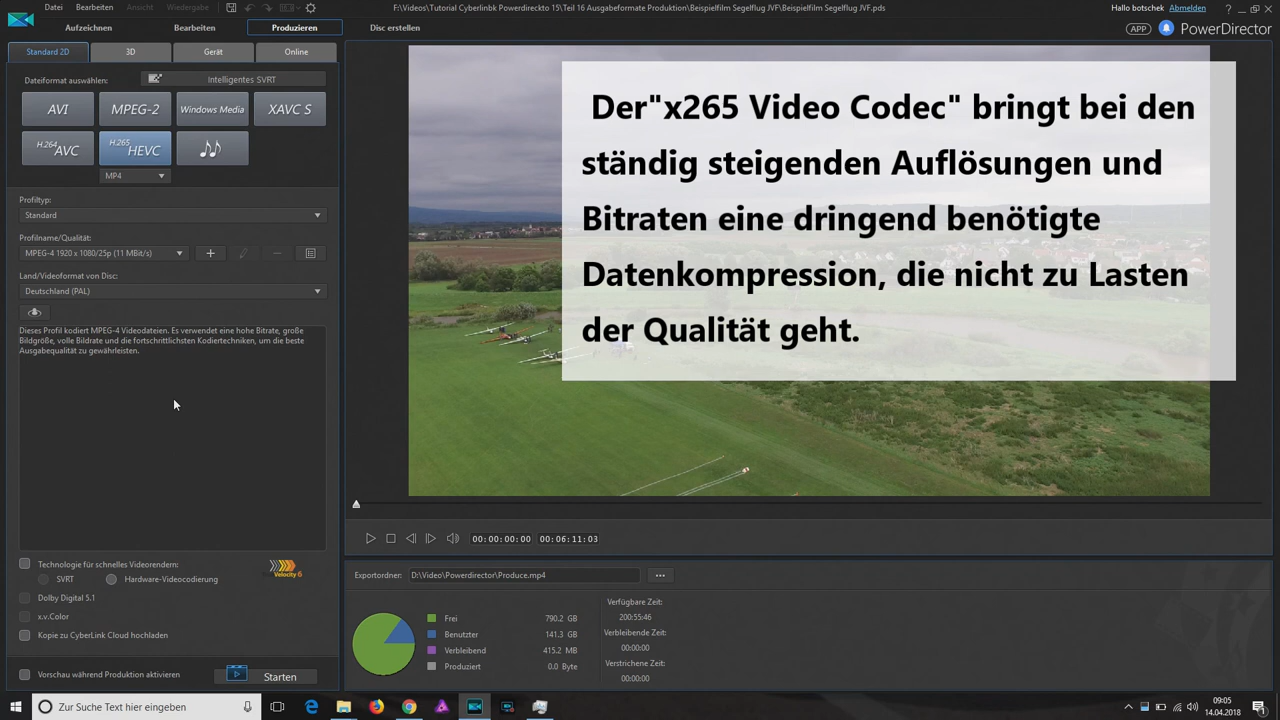 Datei Bearbeiten Ansicht Wiedergabe F:\Videos\Tutorial Cyberlinbk Powerdireckto 15\Teil 16 Ausgabeformate Produktion\Beispielfilm Segelflug JVF\Beispielfilm Segelflug JVF.pds Hallo botschek Abmelden
Aufzeichnen Bearbeiten Produzieren Disc erstellen APP PowerDirector
Standard 2D 3D Gerät Online
Dateiformat auswählen: Intelligentes SVRT
AVI MPEG-2 Windows Media XAVC S
H.264 AVC H.265 HEVC
MP4
Profiltyp:
Standard
Profilname/Qualität:
MPEG-4 1920 x 1080/25p (11 MBit/s)
Land/Videoformat von Disc:
Deutschland (PAL)
Dieses Profil kodiert MPEG-4 Videodateien. Es verwendet eine hohe Bitrate, große
Bildgröße, volle Bildrate und die fortschrittlichsten Kodiertechniken, um die beste
Ausgabequalität zu gewährleisten.
Technologie für schnelles Videorendern:
SVRT Hardware-Videocodierung
Velocity 6
Dolby Digital 5.1
x.v.Color
Kopie zu CyberLink Cloud hochladen
Vorschau während Produktion aktivieren Starten
Der"x265 Video Codec" bringt bei den
ständig steigenden Auflösungen und
Bitraten eine dringend benötigte
Datenkompression, die nicht zu Lasten
der Qualität geht.
00:00:00:00 00:06:11:03
Exportordner: D:\Video\Powerdirector\Produce.mp4 ...
Frei 790.2 GB
Benutzer 141.3 GB
Verbleibend 415.2 MB
Produziert 0.0 Byte
Verfügbare Zeit:
200:55:46
Verbleibende Zeit:
00:00:00
Verstrichene Zeit:
00:00:00
Zur Suche Text hier eingeben
09:05
14.04.2018